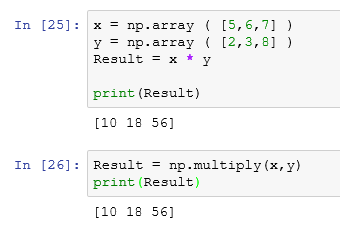 In [25]: x = np.array ( [5,6,7] )
y = np.array ( [2,3,8] )
Result = x * y
print(Result)
[10 18 56]
In [26]: Result = np.multiply(x,y)
print(Result)
[10 18 56]